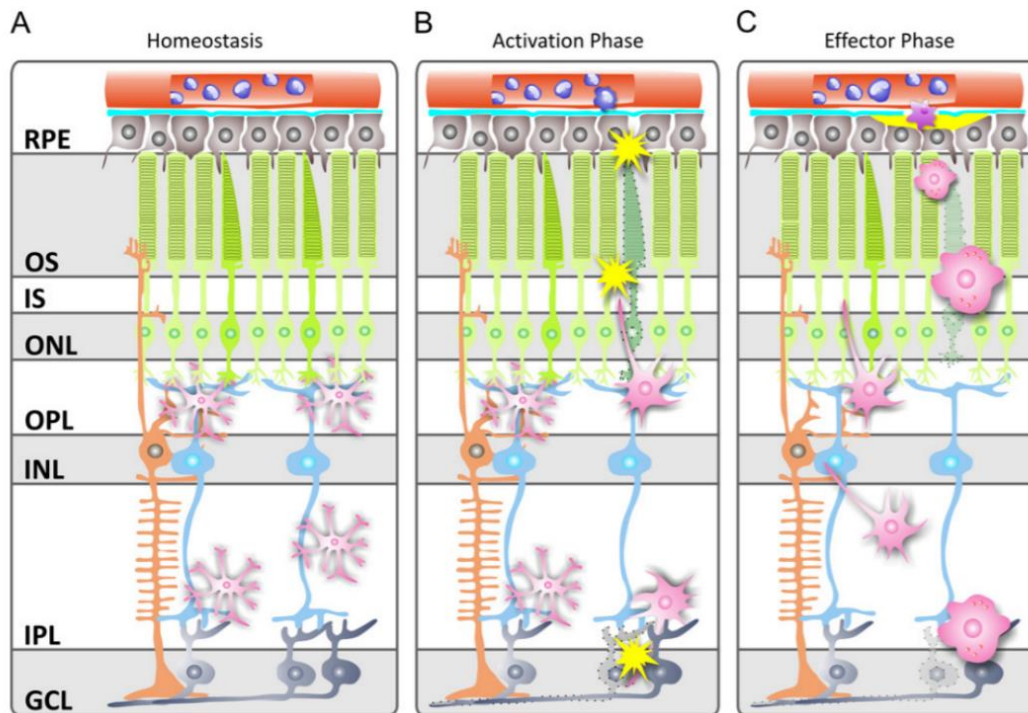 A
Homeostasis
B
Activation Phase
C
Effector Phase
RPE
OS
IS
ONL
OPL
INL
IPL
GCL